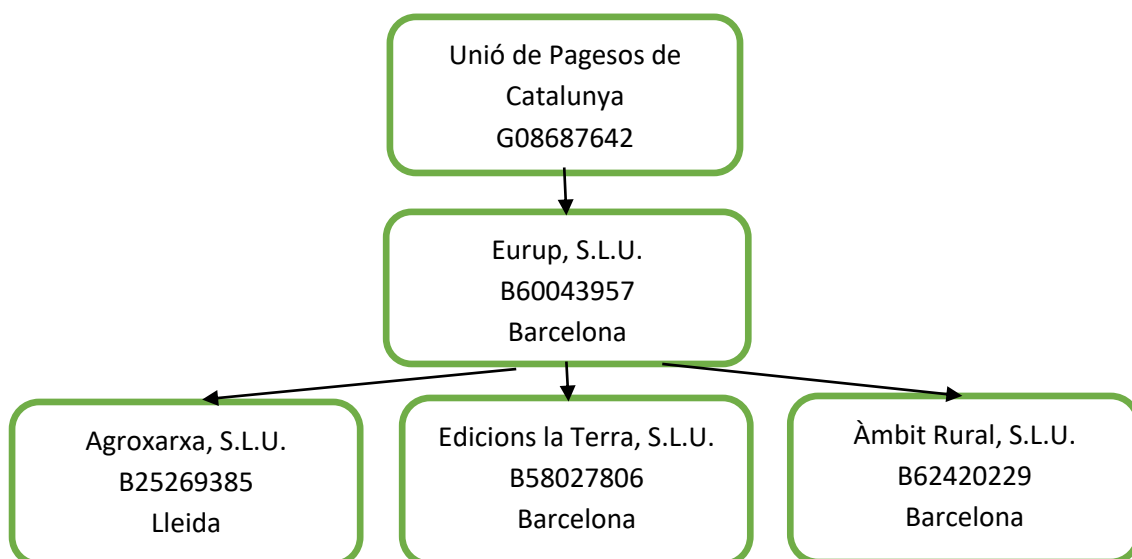 Unió de Pagesos de
Catalunya
G08687642
Eurup, S.L.U.
B60043957
Barcelona
Agroxarxa, S.L.U.
B25269385
Lleida
Edicions la Terra, S.L.U.
B58027806
Barcelona
Àmbit Rural, S.L.U.
B62420229
Barcelona